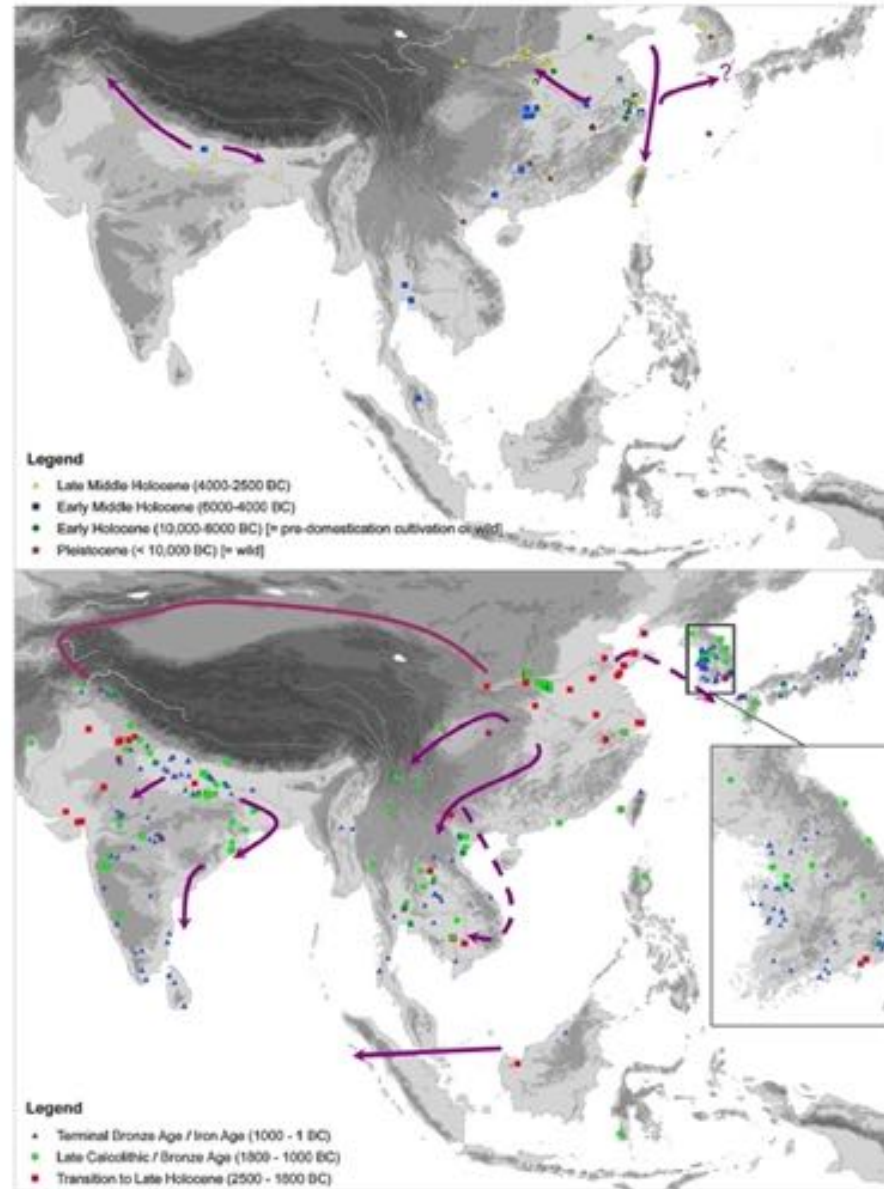 ?
Legend
Late Middle Holocene (4000-2500 BC)
Early Middle Holocene (6000-4000 BC)
Early Holocene (10,000-6000 BC) [= pre-domestication cultivation or wild]
Pleistocene (< 10,000 BC) [= wild]
Legend
Terminal Bronze Age / Iron Age (1000 - 1 BC)
Late Calcolithic / Bronze Age (1800 - 1000 BC)
Transition to Late Holocene (2500 - 1800 BC)